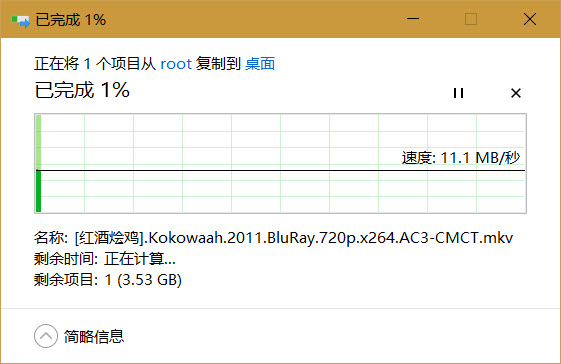 已完成 1%
正在将 1 个项目从 root 复制到 桌面
已完成 1%
速度: 11.1 MB/秒
名称: [红酒烩鸡].Kokowaah.2011.BluRay.720p.x264.AC3-CMCT.mkv
剩余时间: 正在计算...
剩余项目: 1 (3.53 GB)
简略信息